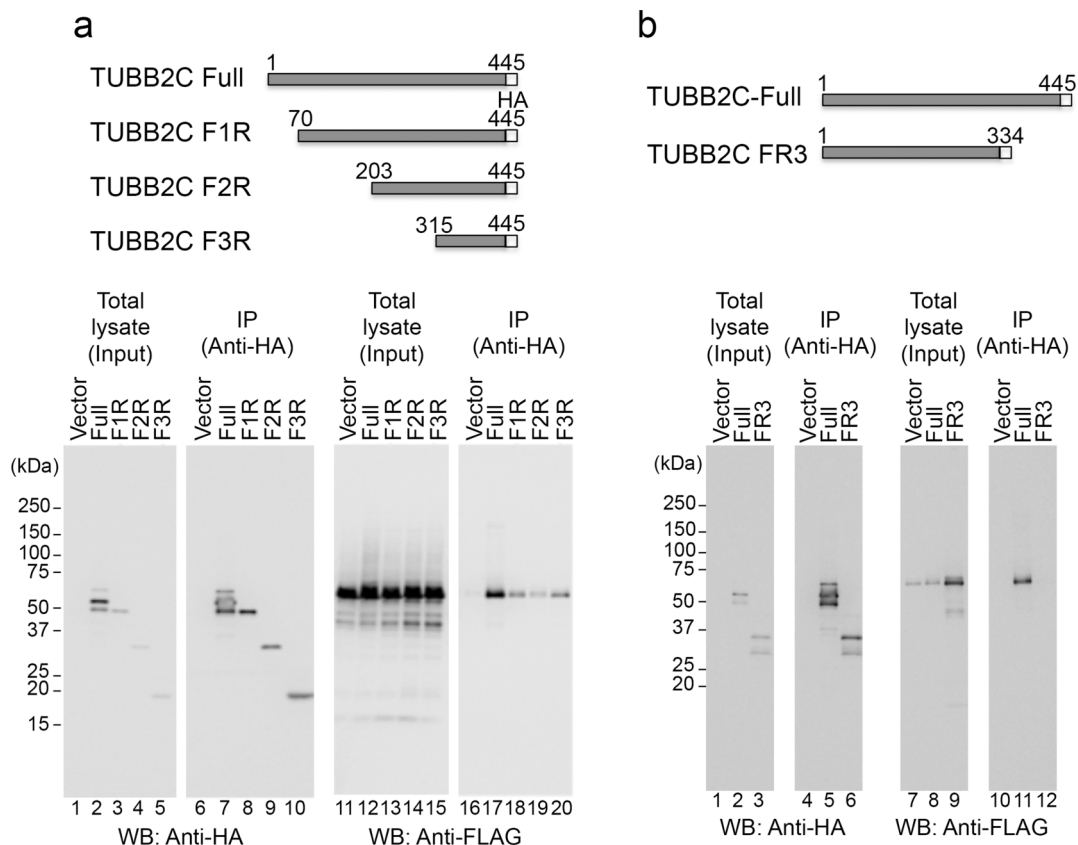 a
1 445
TUBB2C Full
HA
70 445
TUBB2C F1R
203 445
TUBB2C F2R
315 445
TUBB2C F3R
Total lysate (Input)
IP (Anti-HA)
Total lysate (Input)
IP (Anti-HA)
Vector Full F1R F2R F3R Vector Full F1R F2R F3R Vector Full F1R F2R F3R Vector Full F1R F2R F3R
(kDa)
250
150
100
75
50
37
25
20
15
1 2 3 4 5 6 7 8 9 10 11 12 13 14 15 16 17 18 19 20
WB: Anti-HA WB: Anti-FLAG
b
1 445
TUBB2C-Full
1 334
TUBB2C FR3
Total lysate (Input)
IP (Anti-HA)
Total lysate (Input)
IP (Anti-HA)
Vector Full FR3 Vector Full FR3 Vector Full FR3 Vector Full FR3
(kDa)
250
150
100
75
50
37
25
20
1 2 3 4 5 6 7 8 9 10 11 12
WB: Anti-HA WB: Anti-FLAG